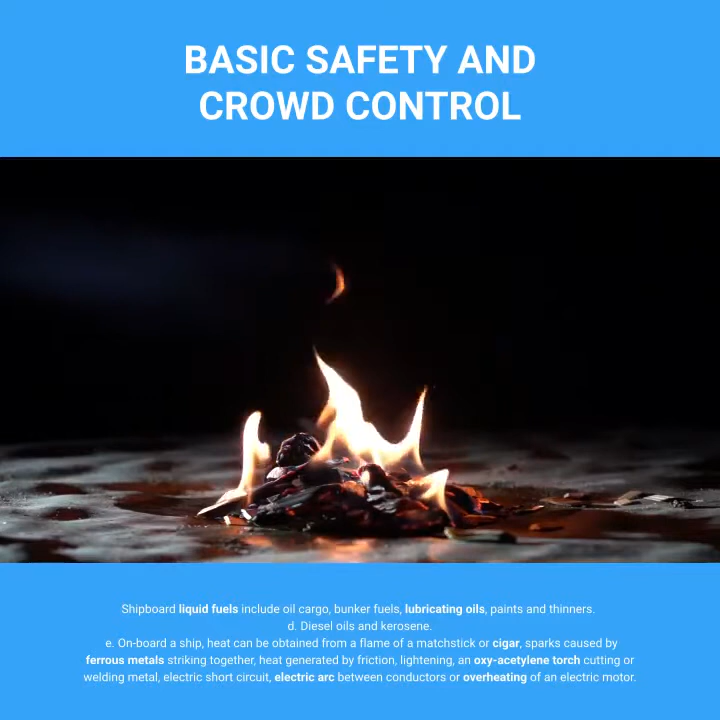 BASIC SAFETY AND
CROWD CONTROL
Shipboard liquid fuels include oil cargo, bunker fuels, lubricating oils, paints and thinners.
d. Diesel oils and kerosene.
e. On-board a ship, heat can be obtained from a flame of a matchstick or cigar, sparks caused by
ferrous metals striking together, heat generated by friction, lightening, an oxy-acetylene torch cutting or
welding metal, electric short circuit, electric arc between conductors or overheating of an electric motor.